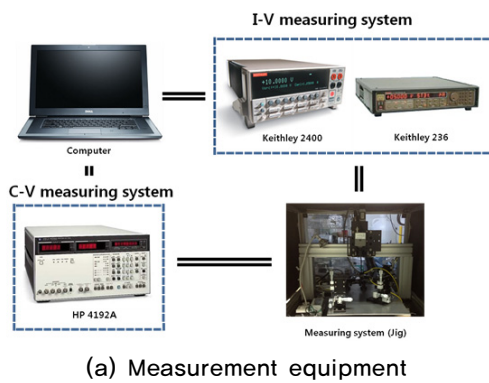 I-V measuring system
Keithley 2400
Keithley 236
Computer
C-V measuring system
HP 4192A
Measuring system (Jig)
(a) Measurement equipment